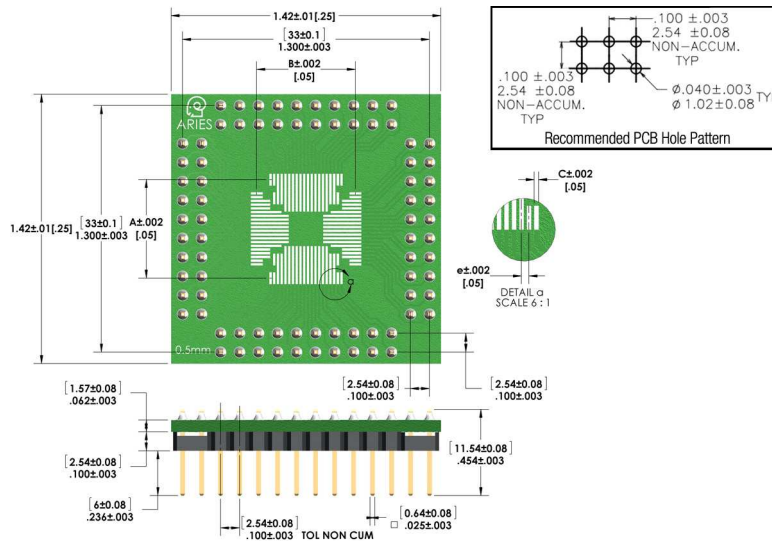 1.42±.01[.25]
[33±0.1]
1.300±.003
B±.002
[.05]
ARIES
1.42±.01[.25]
[33±0.1]
1.300±.003
A±.002
[.05]
a
0.5mm
[2.54±0.08]
.100±.003
[2.54±0.08]
.100±.003
.100 ±.003
2.54 ±0.08
NON-ACCUM.
TYP
.100 ±.003
2.54 ±0.08
NON-ACCUM.
TYP
Ø.040±.003
Ø1.02±0.08
TYP
Recommended PCB Hole Pattern
C±.002
[.05]
e±.002
[.05]
DETAIL a
SCALE 6 : 1
[1.57±0.08]
.062±.003
[2.54±0.08]
.100±.003
[6±0.08]
.236±.003
[2.54±0.08]
.100±.003 TOL NON CUM
[0.64±0.08]
□ .025±.003
[11.54±0.08]
.454±.003